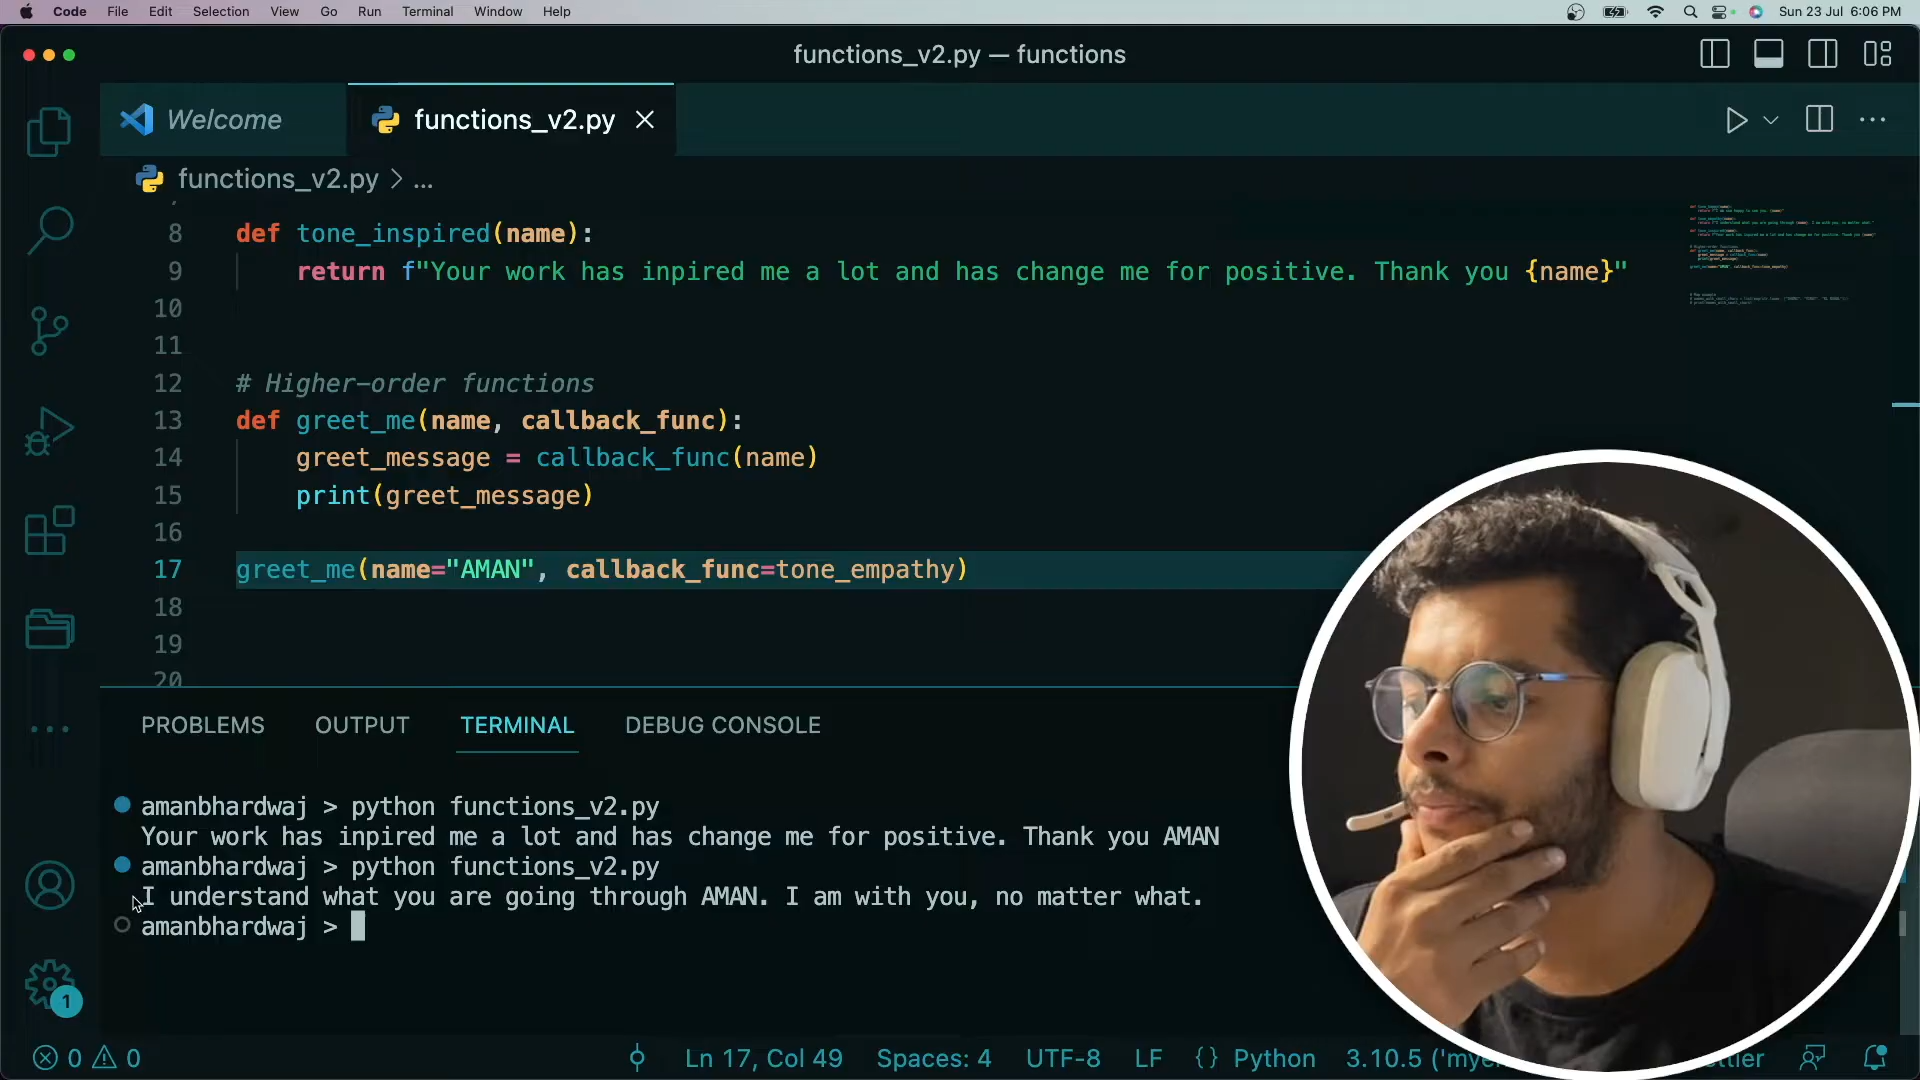 Code File Edit Selection View Go Run Terminal Window Help Sun 23 Jul 6:06 PM
functions_v2.py — functions
Welcome functions_v2.py
functions_v2.py > ...
8 def tone_inspired(name):
9 return f"Your work has inpired me a lot and has change me for positive. Thank you {name}"
10
11
12 # Higher-order functions
13 def greet_me(name, callback_func):
14 greet_message = callback_func(name)
15 print(greet_message)
16
17 greet_me(name="AMAN", callback_func=tone_empathy)
18
19
20
PROBLEMS OUTPUT TERMINAL DEBUG CONSOLE
amanbhardwaj > python functions_v2.py
Your work has inpired me a lot and has change me for positive. Thank you AMAN
amanbhardwaj > python functions_v2.py
I understand what you are going through AMAN. I am with you, no matter what.
amanbhardwaj >
1
0 0 Ln 17, Col 49 Spaces: 4 UTF-8 LF {} Python 3.10.5